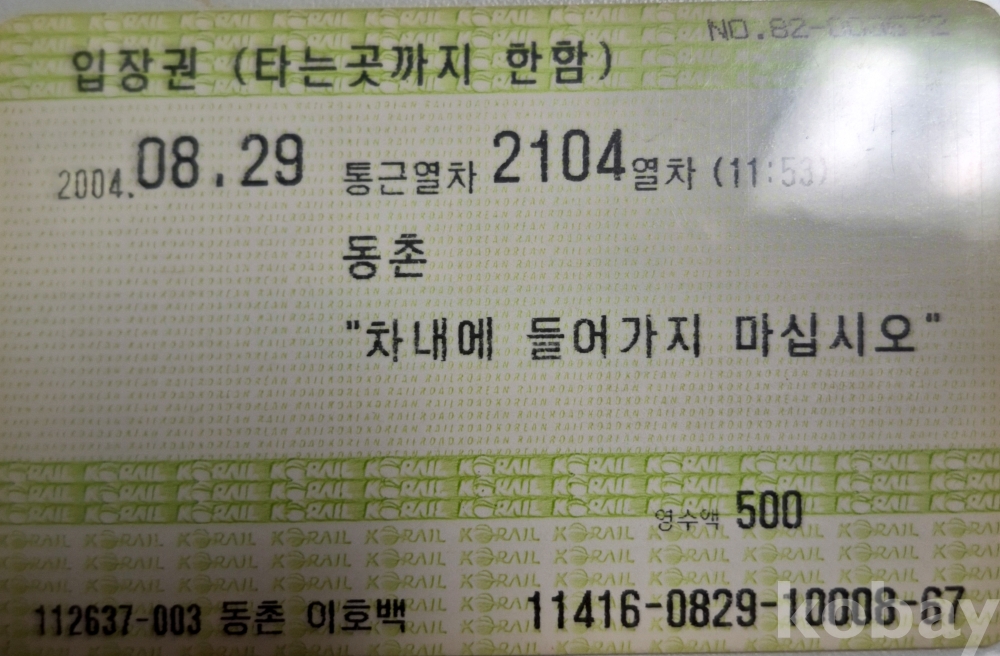 입장권 (타는곳까지 한함)
2004.08.29 통근열차 2104열차 (11:53)
동촌
"차내에 들어가지 마십시오"
영수액 500
112637-003 동촌 이호백
11416-0829-10008-67
kobay